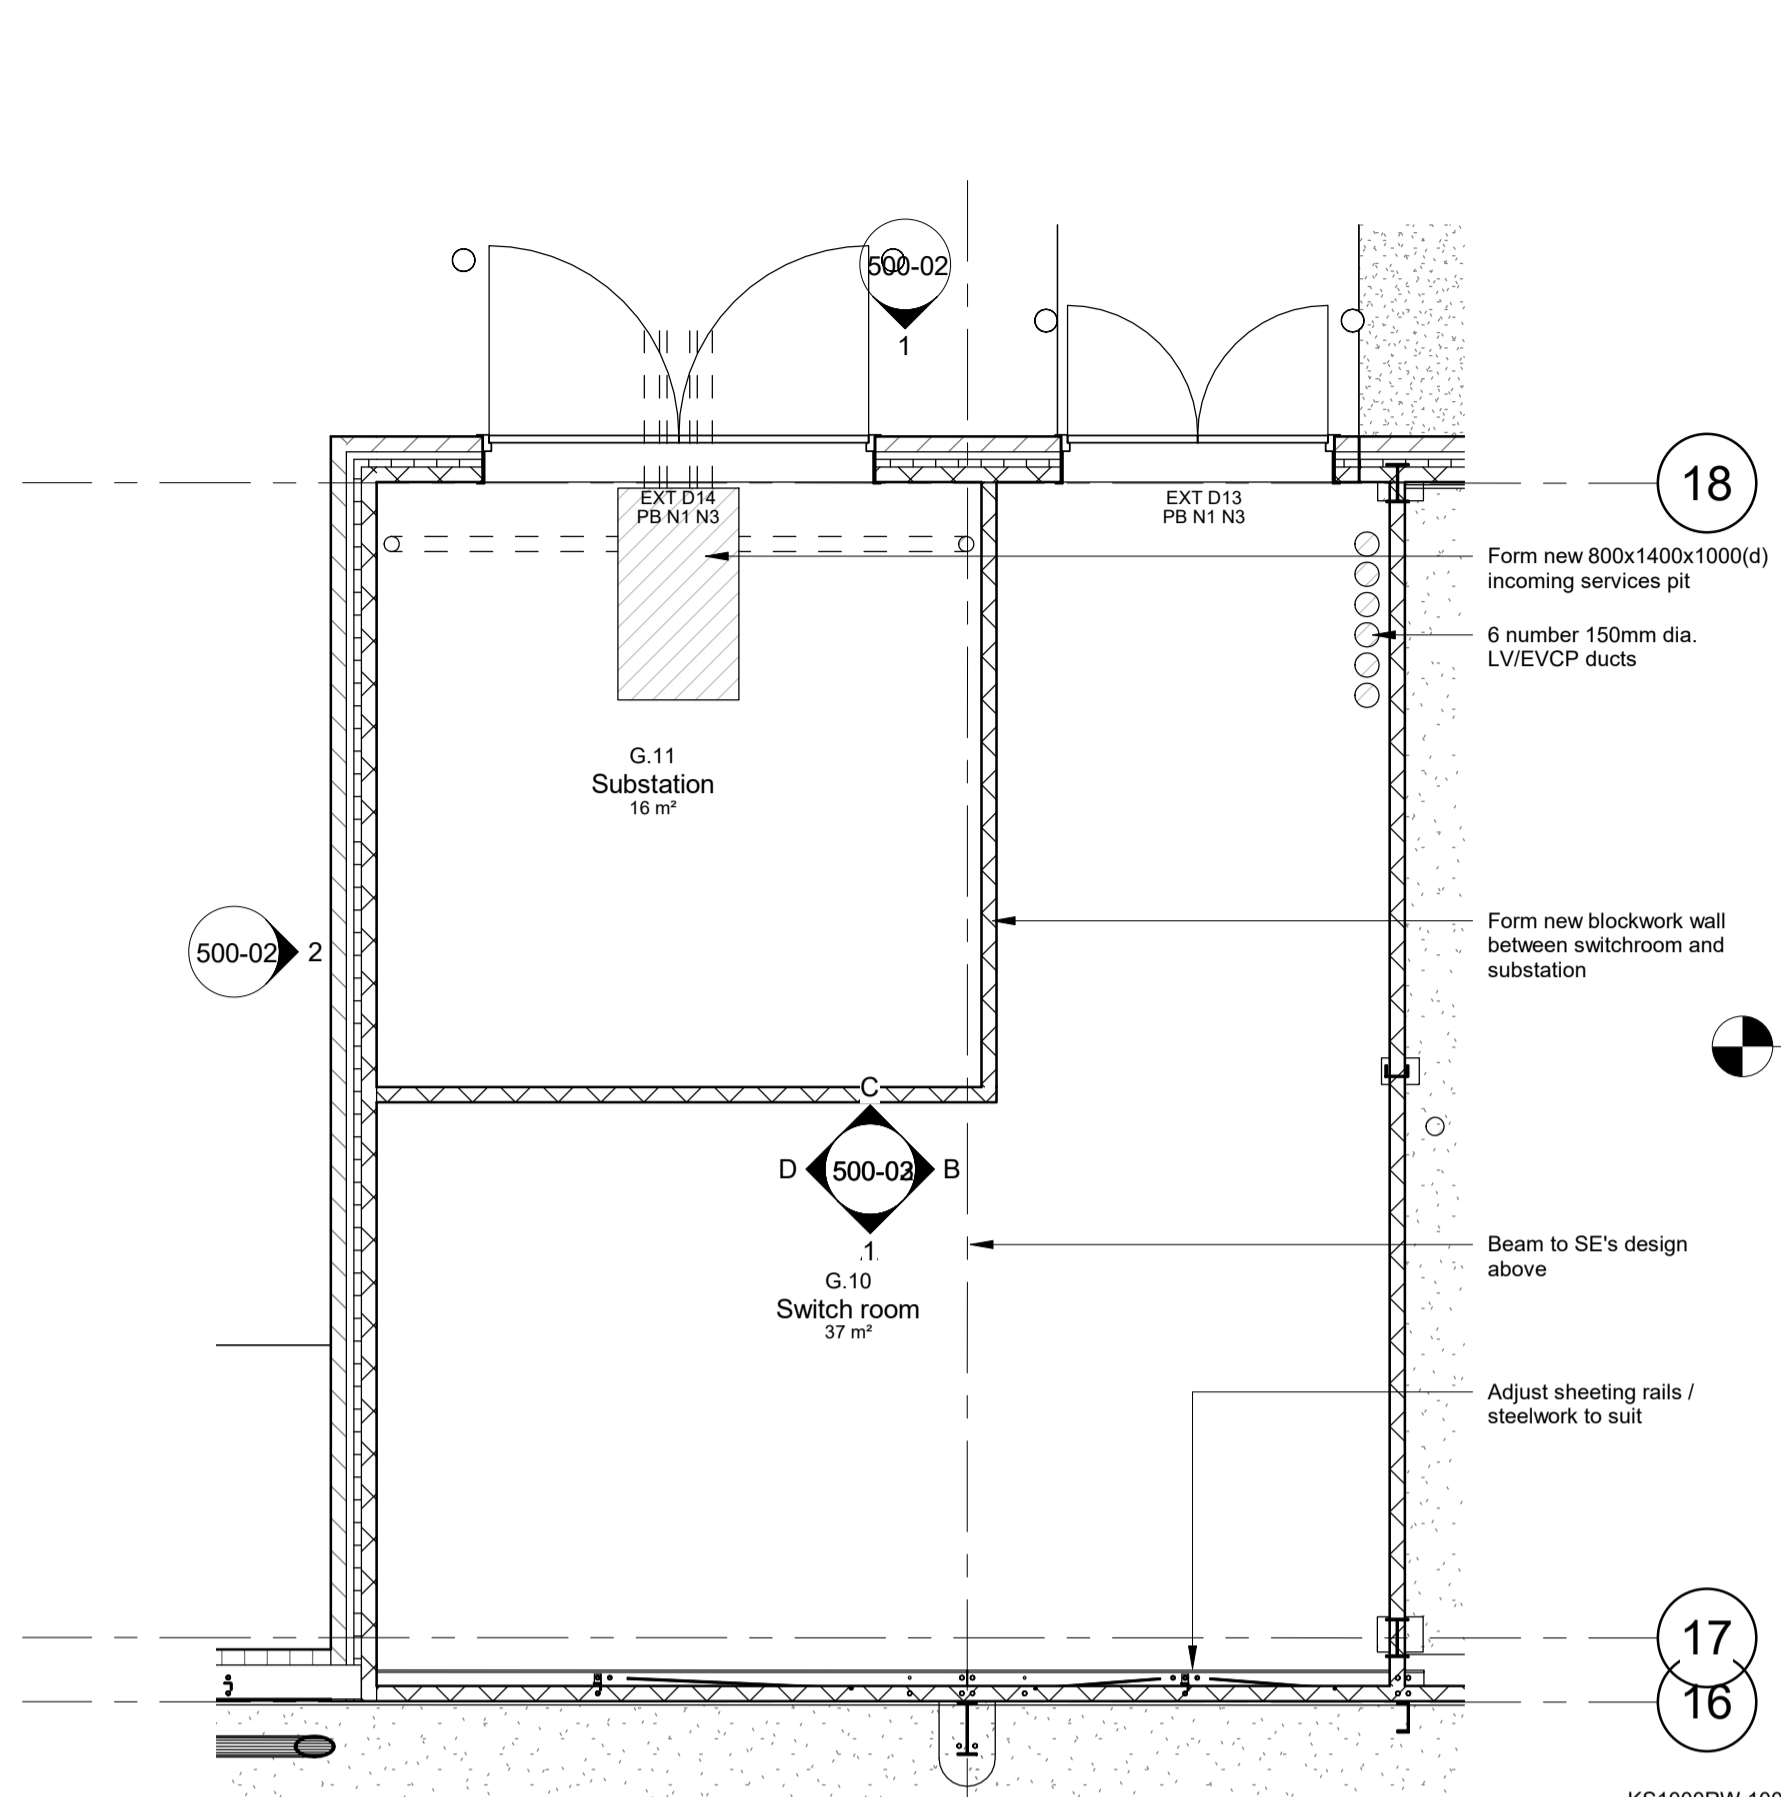 500-02
1
18
EXT D14
PB N1 N3
EXT D13
PB N1 N3
Form new 800x1400x1000(d)
incoming services pit
6 number 150mm dia.
LV/EVCP ducts
G.11
Substation
16 m²
Form new blockwork wall
between switchroom and
substation
500-02
2
C
D
B
1
Beam to SE's design
above
G.10
Switch room
37 m²
Adjust sheeting rails /
steelwork to suit
17
16